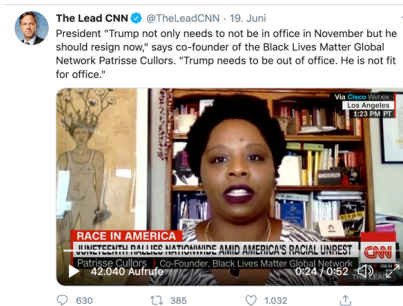 The Lead CNN @TheLeadCNN · 19. Juni
President "Trump not only needs to not be in office in November but he
should resign now," says co-founder of the Black Lives Matter Global
Network Patrisse Cullors. "Trump needs to be out of office. He is not fit
for office."
Via Cisco Webex
Los Angeles
1:23 PM PT
RACE IN AMERICA
JUNETEENTH RALLIES NATIONWIDE AMID AMERICA'S RACIAL UNREST
Patrisse Cullors | Co-Founder, Black Lives Matter Global Network
CNN
42.040 Aufrufe
0:24 / 0:52
THE LEAD
630
385
1.032